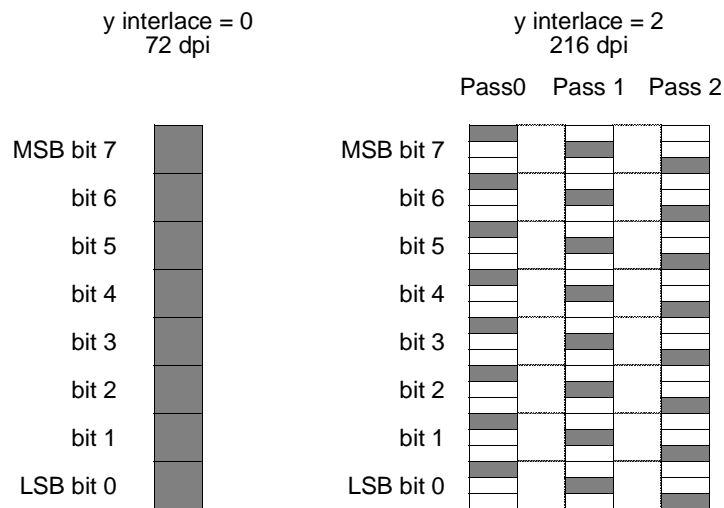 y interlace = 0
72 dpi
y interlace = 2
216 dpi
Pass0 Pass 1 Pass 2
MSB bit 7
bit 6
bit 5
bit 4
bit 3
bit 2
bit 1
LSB bit 0
MSB bit 7
bit 6
bit 5
bit 4
bit 3
bit 2
bit 1
LSB bit 0